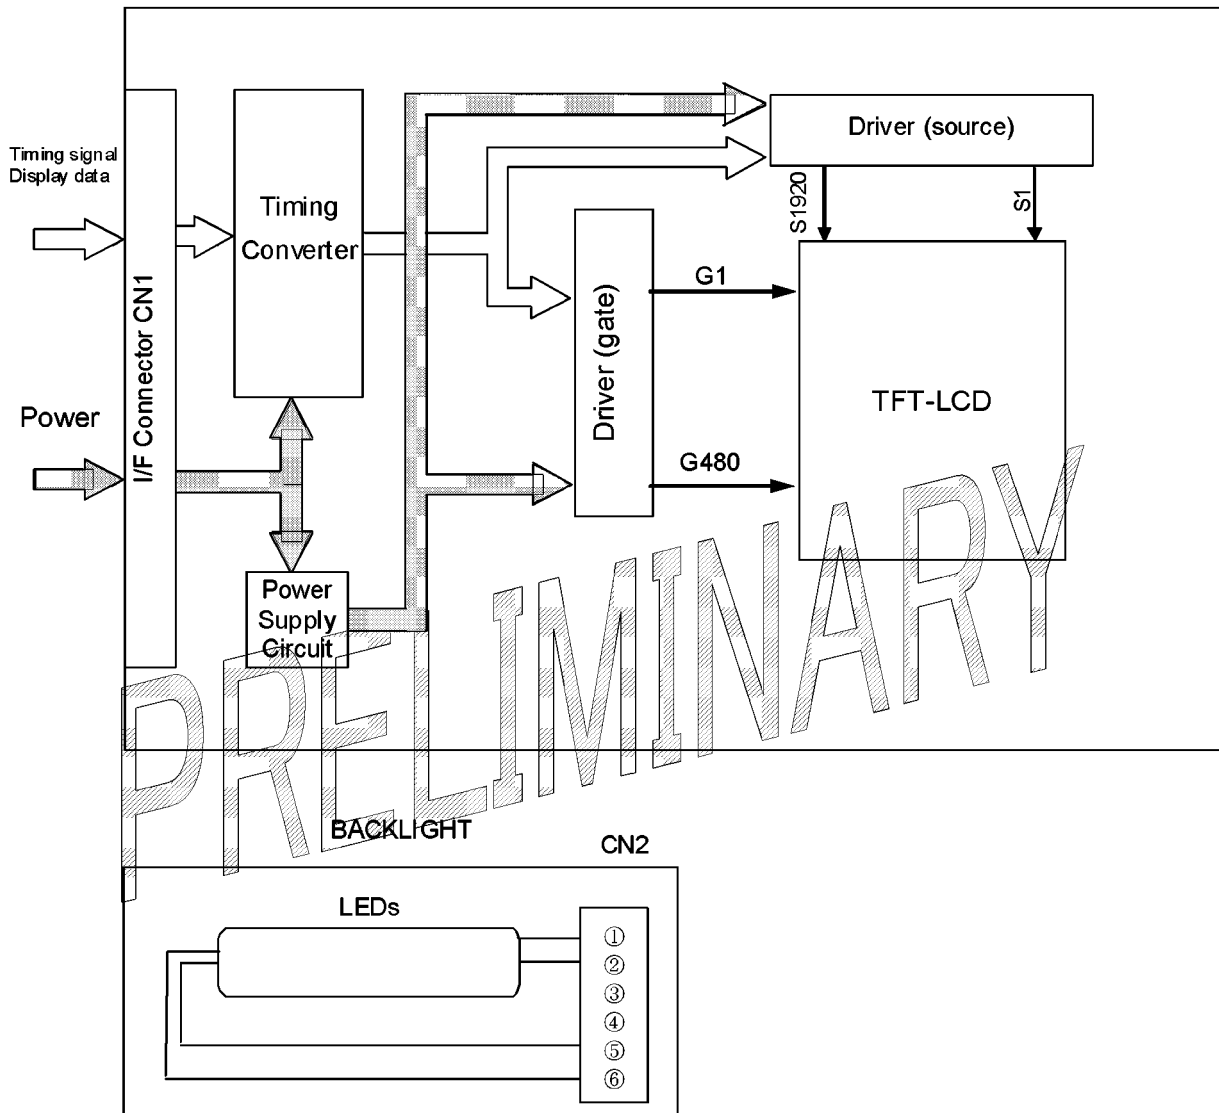 Timing signal
Display data
Power
I/F Connector CN1
Timing
Converter
Power
Supply
Circuit
Driver (source)
S1920
S1
Driver (gate)
G1
G480
TFT-LCD
PRELIMINARY
BACKLIGHT
CN2
LEDs
①
②
③
④
⑤
⑥